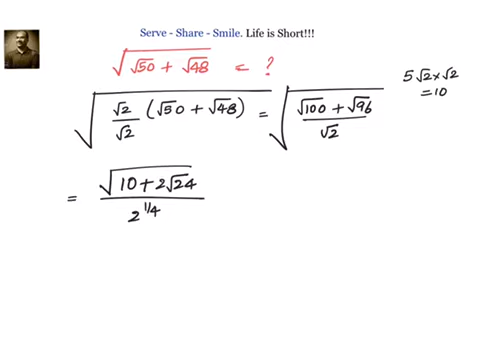 Serve - Share - Smile. Life is Short!!!
√(√50 + √48) = ?
√(√2/√2 (√50 + √48)) = √((√100 + √96)/√2)
5√2 × √2
= 10
= √(10 + 2√24) / 2^(1/4)